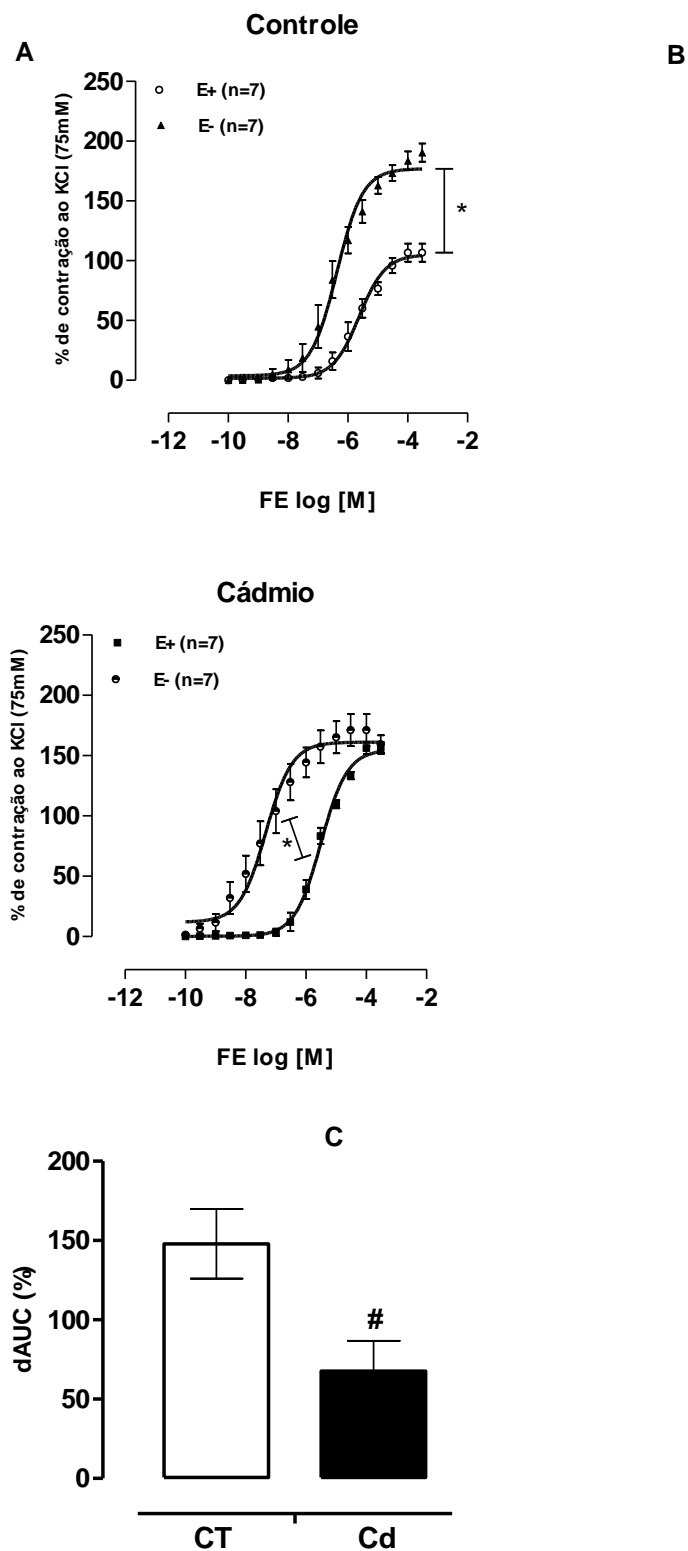 Controle
A
B
% de contração ao KCl (75mM)
250
200
150
100
50
0
E+ (n=7)
E- (n=7)
*
-12 -10 -8 -6 -4 -2
FE log [M]
Cádmio
% de contração ao KCl (75mM)
250
200
150
100
50
0
E+ (n=7)
E- (n=7)
*
-12 -10 -8 -6 -4 -2
FE log [M]
C
dAUC (%)
200
150
100
50
0
#
CT Cd